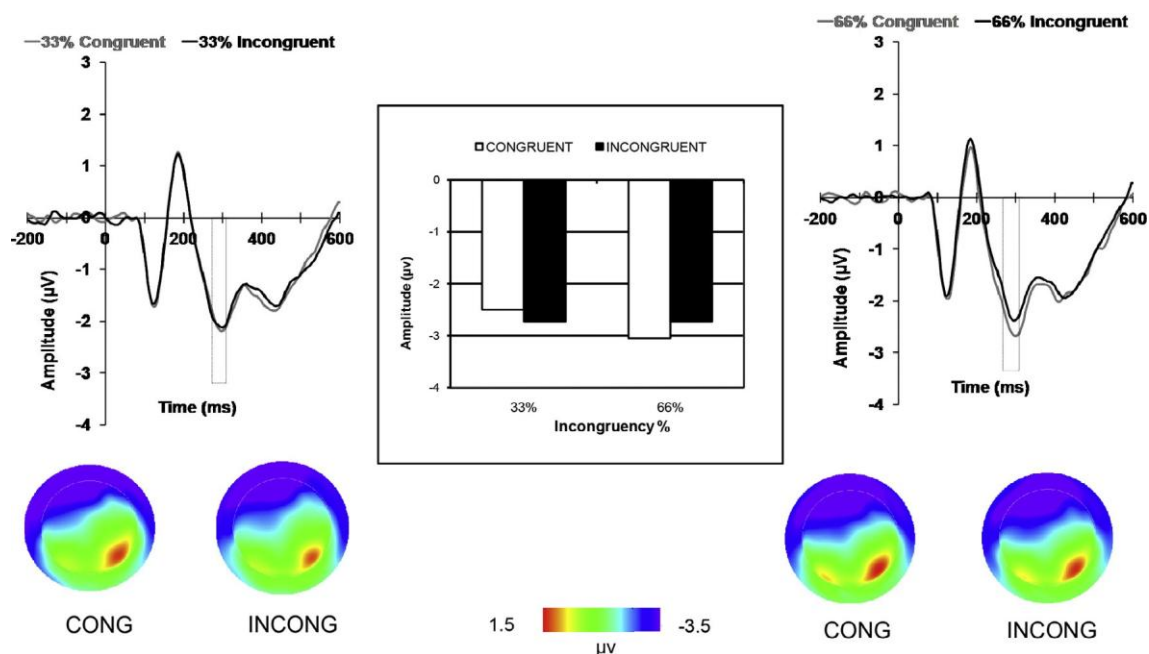 33% Congruent 33% Incongruent
3
2
1
0
-1
-2
-3
-4
-200 0 200 400 600
Amplitude (µV)
Time (ms)
CONGRUENT INCONGRUENT
0
-1
-2
-3
-4
Amplitude (µv)
33% 66%
Incongruency %
66% Congruent 66% Incongruent
3
2
1
0
-1
-2
-3
-4
-200 0 200 400 600
Amplitude (µV)
Time (ms)
CONG INCONG
1.5 -3.5
µv
CONG INCONG